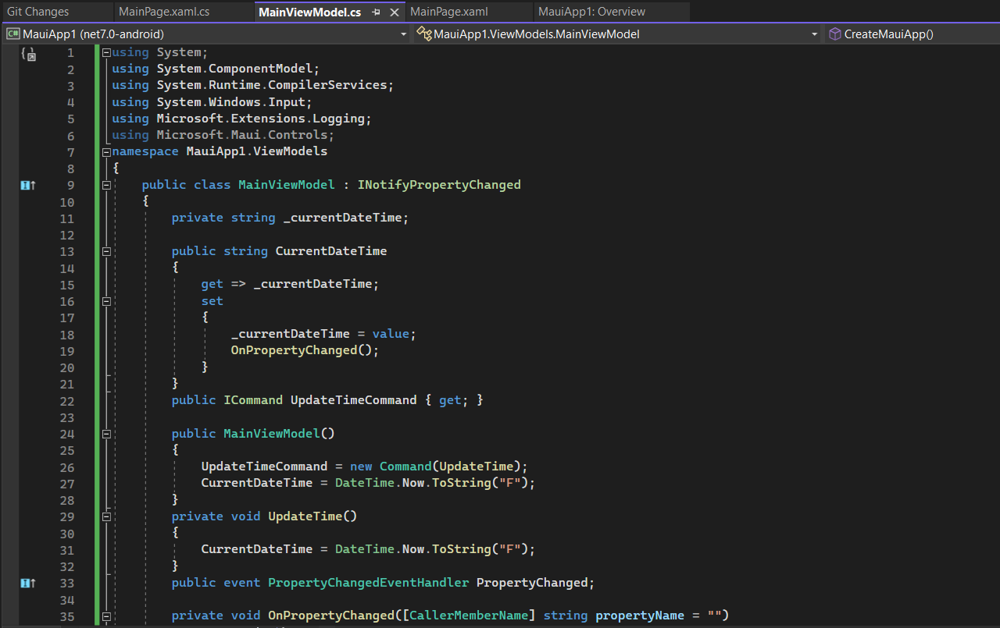 Git Changes MainPage.xaml.cs MainViewModel.cs MainPage.xaml MauiApp1: Overview
C# MauiApp1 (net7.0-android) MauiApp1.ViewModels.MainViewModel CreateMauiApp()
1 using System;
2 using System.ComponentModel;
3 using System.Runtime.CompilerServices;
4 using System.Windows.Input;
5 using Microsoft.Extensions.Logging;
6 using Microsoft.Maui.Controls;
7 namespace MauiApp1.ViewModels
8 {
9 public class MainViewModel : INotifyPropertyChanged
10 {
11 private string _currentDateTime;
12
13 public string CurrentDateTime
14 {
15 get => _currentDateTime;
16 set
17 {
18 _currentDateTime = value;
19 OnPropertyChanged();
20 }
21 }
22 public ICommand UpdateTimeCommand { get; }
23
24 public MainViewModel()
25 {
26 UpdateTimeCommand = new Command(UpdateTime);
27 CurrentDateTime = DateTime.Now.ToString("F");
28 }
29 private void UpdateTime()
30 {
31 CurrentDateTime = DateTime.Now.ToString("F");
32 }
33 public event PropertyChangedEventHandler PropertyChanged;
34
35 private void OnPropertyChanged([CallerMemberName] string propertyName = "")